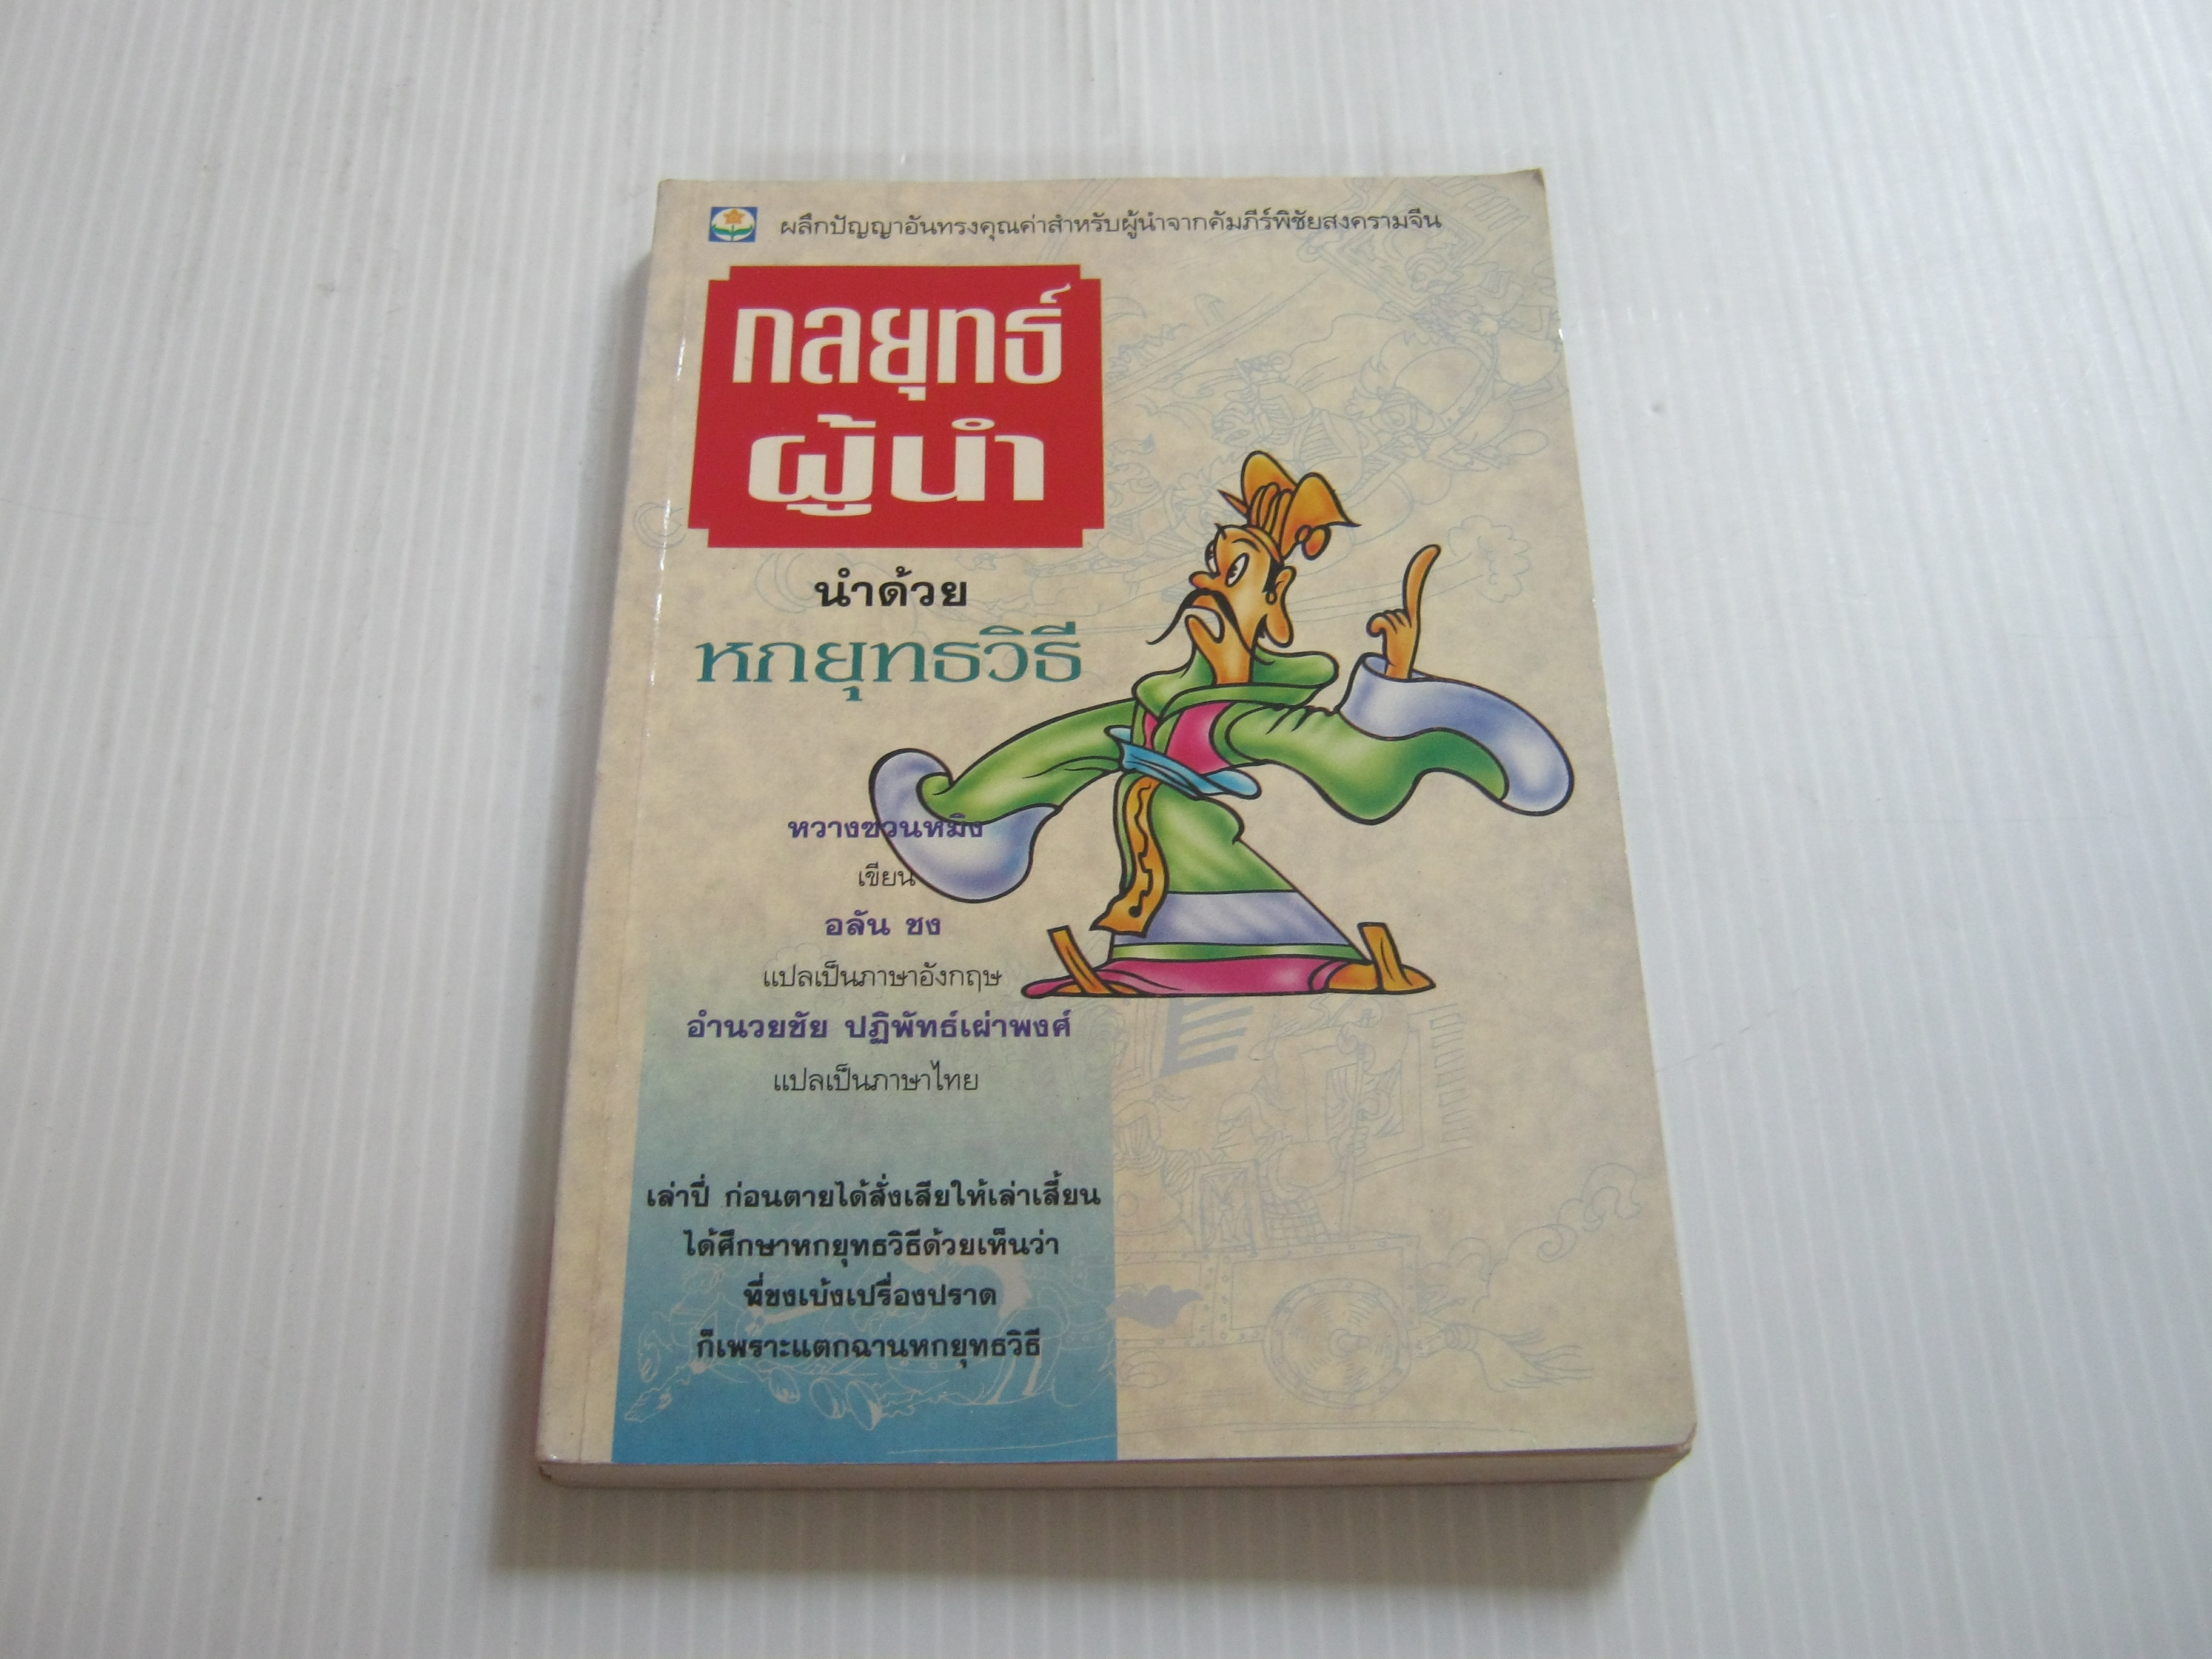 ผลึกปัญญาอันทรงคุณค่าสำหรับผู้นำจากคัมภีร์พิชัยสงครามจีน
กลยุทธ์
ผู้นำ
นำด้วย
หกยุทธวิธี
หวางซวนหมิง
เขียน
อลัน ชง
แปลเป็นภาษาอังกฤษ
อำนวยชัย ปฏิพัทธ์เผ่าพงศ์
แปลเป็นภาษาไทย
เล่าปี่ ก่อนตายได้สั่งเสียให้เล่าเสี้ยน
ได้ศึกษาหกยุทธวิธีด้วยเห็นว่า
ที่ขงเบ้งเปรื่องปราด
ก็เพราะแตกฉานหกยุทธวิธี